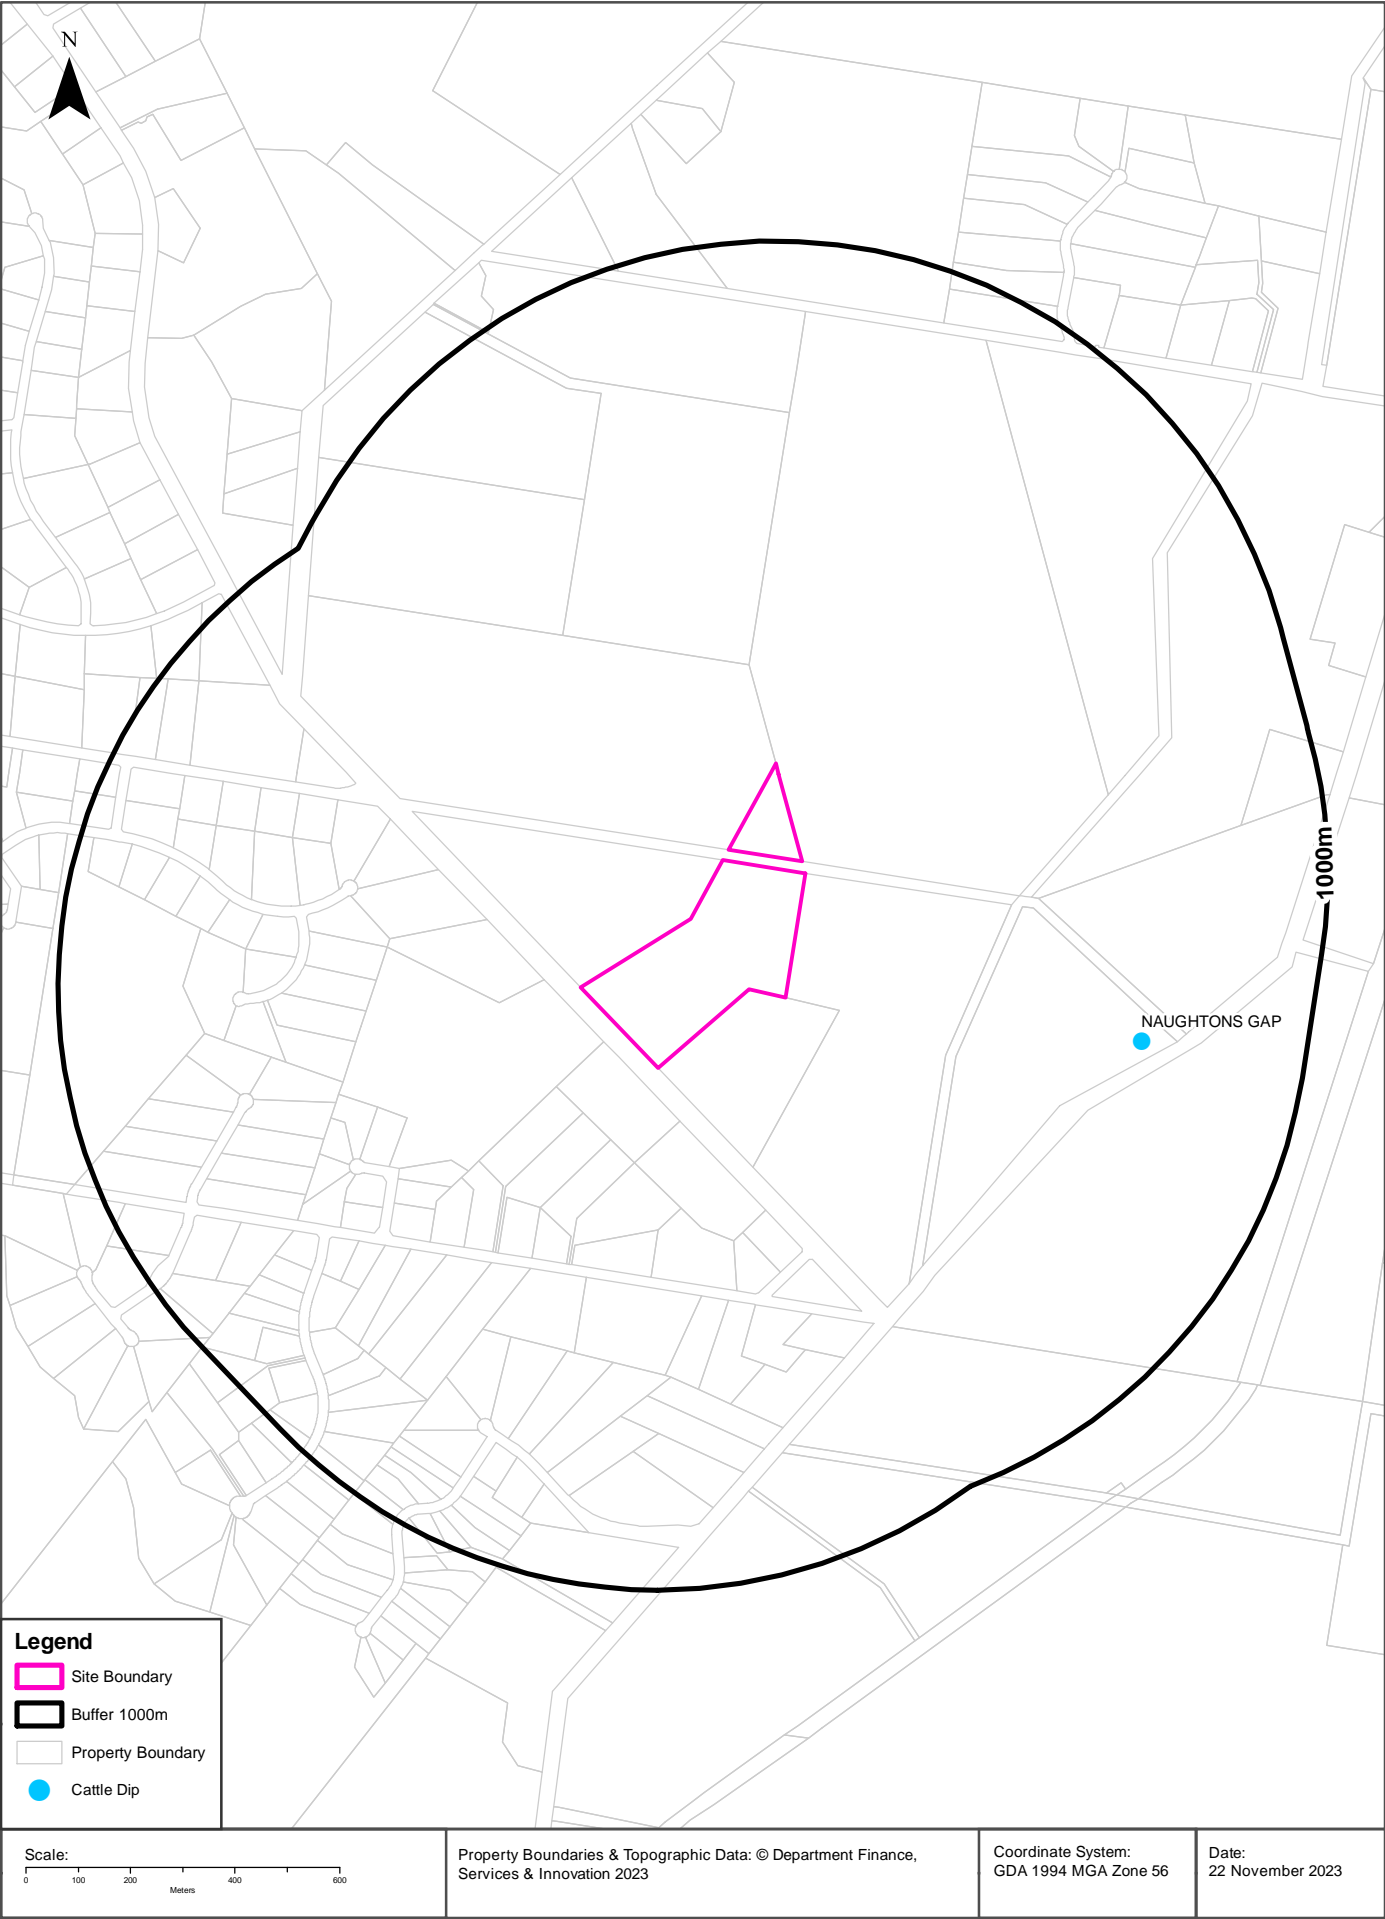 N
1000m
NAUGHTONS GAP
Legend
Site Boundary
Buffer 1000m
Property Boundary
Cattle Dip
Scale:
0 100 200 400 600
Meters
Property Boundaries & Topographic Data: © Department Finance,
Services & Innovation 2023
Coordinate System:
GDA 1994 MGA Zone 56
Date:
22 November 2023